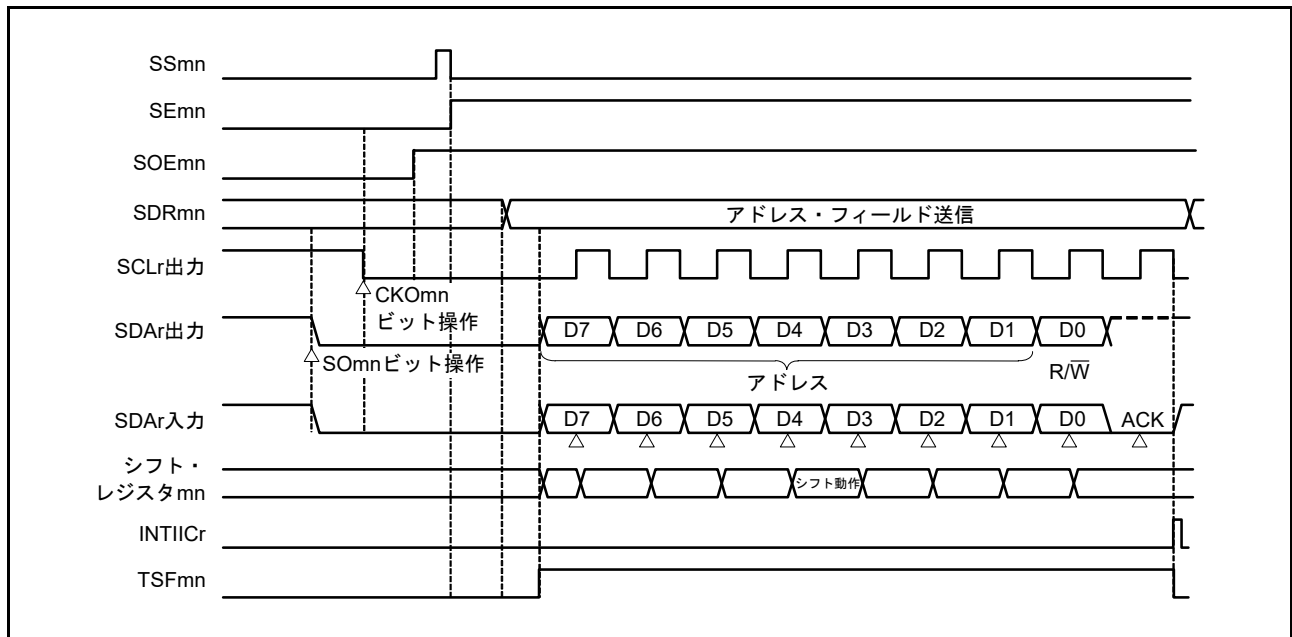 SSmn
SEmn
SOEmn
SDRmn
アドレス・フィールド送信
SCLr出力
CKOmn
ビット操作
SDAr出力
D7 D6 D5 D4 D3 D2 D1 D0
SOmnビット操作
アドレス
R/W̅
SDAr入力
D7 D6 D5 D4 D3 D2 D1 D0 ACK
シフト・
レジスタmn
シフト動作
INTIICr
TSFmn